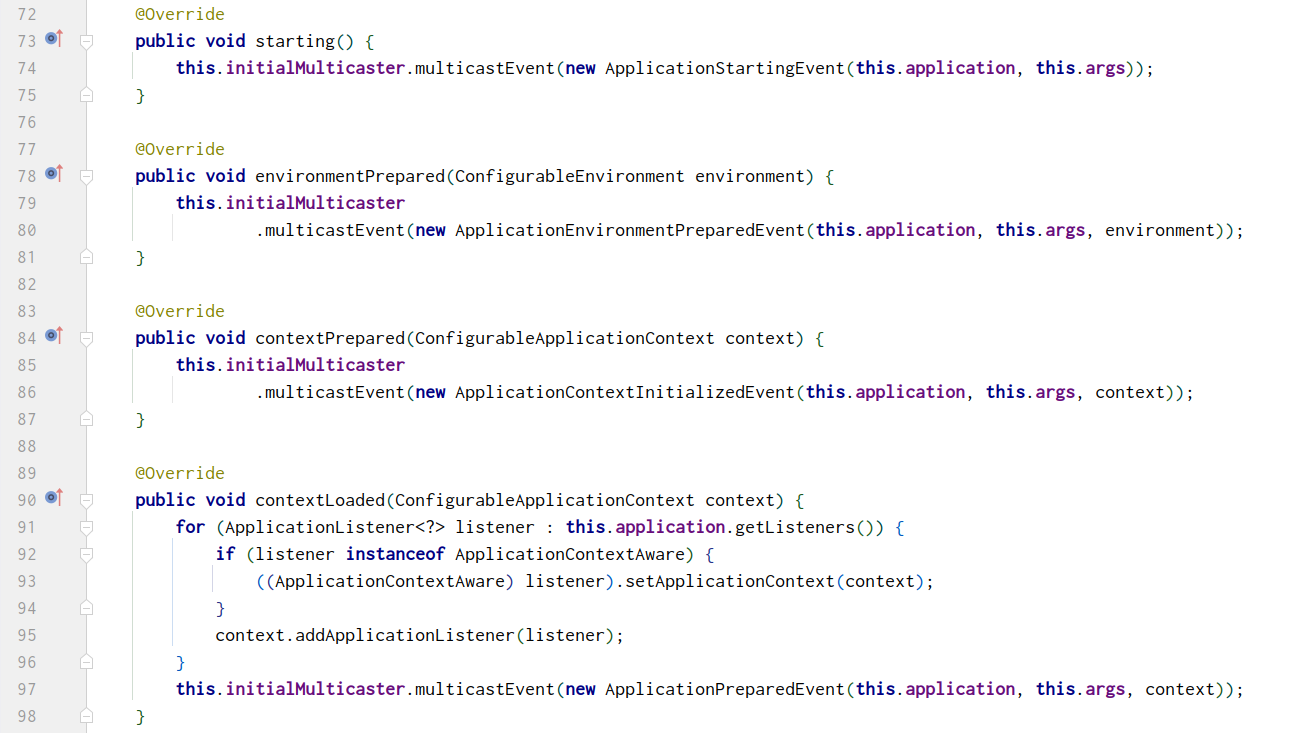 72 @Override
73 public void starting() {
74 this.initialMulticaster.multicastEvent(new ApplicationStartingEvent(this.application, this.args));
75 }
76
77 @Override
78 public void environmentPrepared(ConfigurableEnvironment environment) {
79 this.initialMulticaster
80 .multicastEvent(new ApplicationEnvironmentPreparedEvent(this.application, this.args, environment));
81 }
82
83 @Override
84 public void contextPrepared(ConfigurableApplicationContext context) {
85 this.initialMulticaster
86 .multicastEvent(new ApplicationContextInitializedEvent(this.application, this.args, context));
87 }
88
89 @Override
90 public void contextLoaded(ConfigurableApplicationContext context) {
91 for (ApplicationListener<?> listener : this.application.getListeners()) {
92 if (listener instanceof ApplicationContextAware) {
93 ((ApplicationContextAware) listener).setApplicationContext(context);
94 }
95 context.addApplicationListener(listener);
96 }
97 this.initialMulticaster.multicastEvent(new ApplicationPreparedEvent(this.application, this.args, context));
98 }